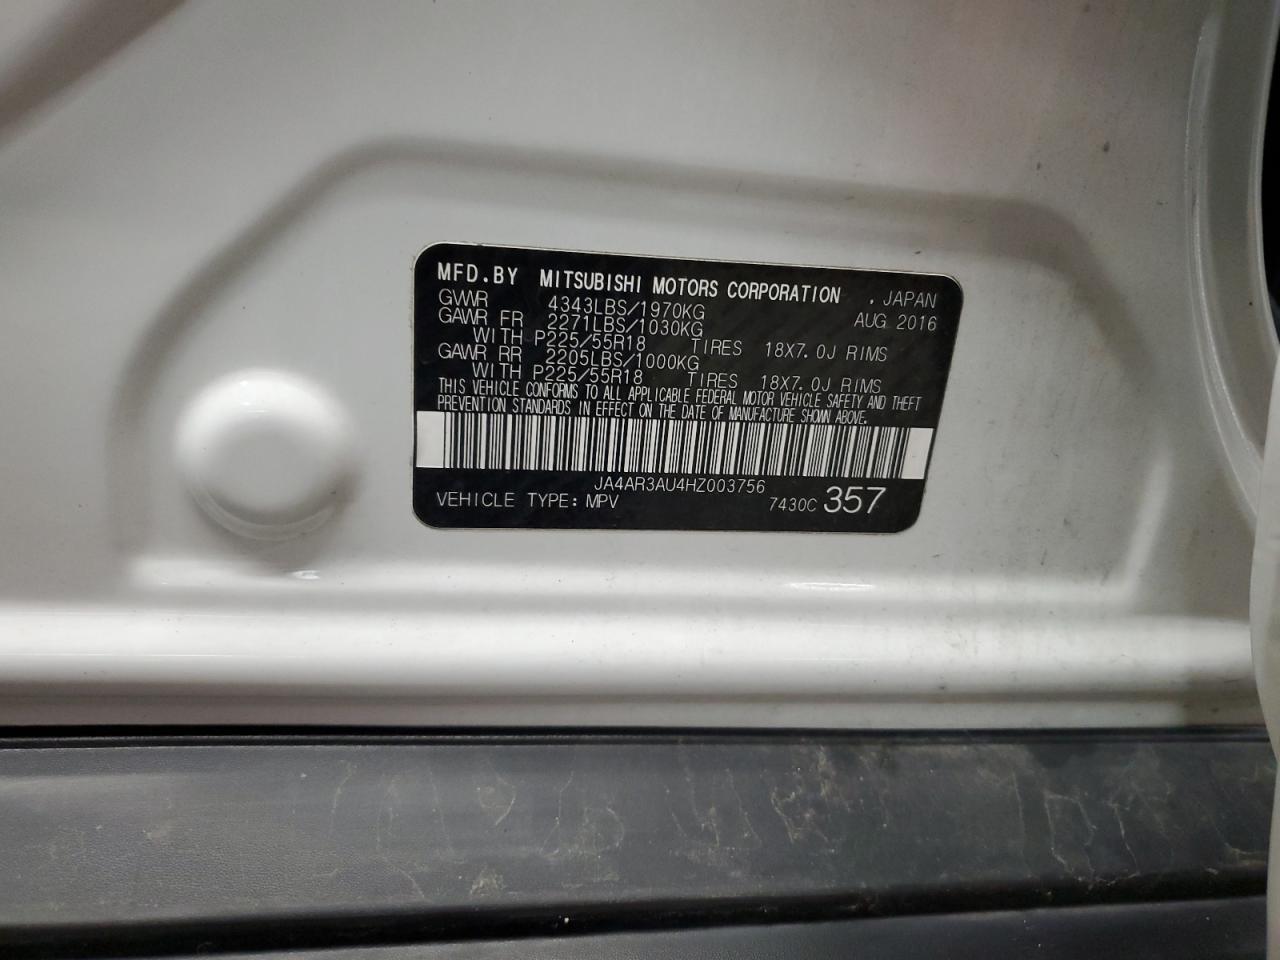 MFD.BY MITSUBISHI MOTORS CORPORATION , JAPAN
GVWR 4343LBS/1970KG AUG 2016
GAWR FR 2271LBS/1030KG
WITH P225/55R18 TIRES 18X7.0J RIMS
GAWR RR 2205LBS/1000KG
WITH P225/55R18 TIRES 18X7.0J RIMS
THIS VEHICLE CONFORMS TO ALL APPLICABLE FEDERAL MOTOR VEHICLE SAFETY AND THEFT
PREVENTION STANDARDS IN EFFECT ON THE DATE OF MANUFACTURE SHOWN ABOVE.
JA4AR3AU4HZ003756
VEHICLE TYPE: MPV 7430C 357